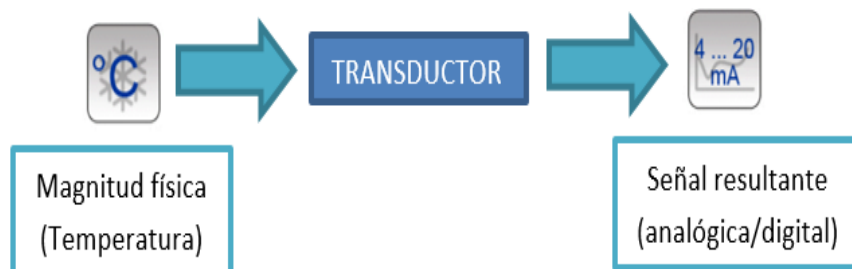 °C
TRANSDUCTOR
4 ... 20
mA
Magnitud física
(Temperatura)
Señal resultante
(analógica/digital)